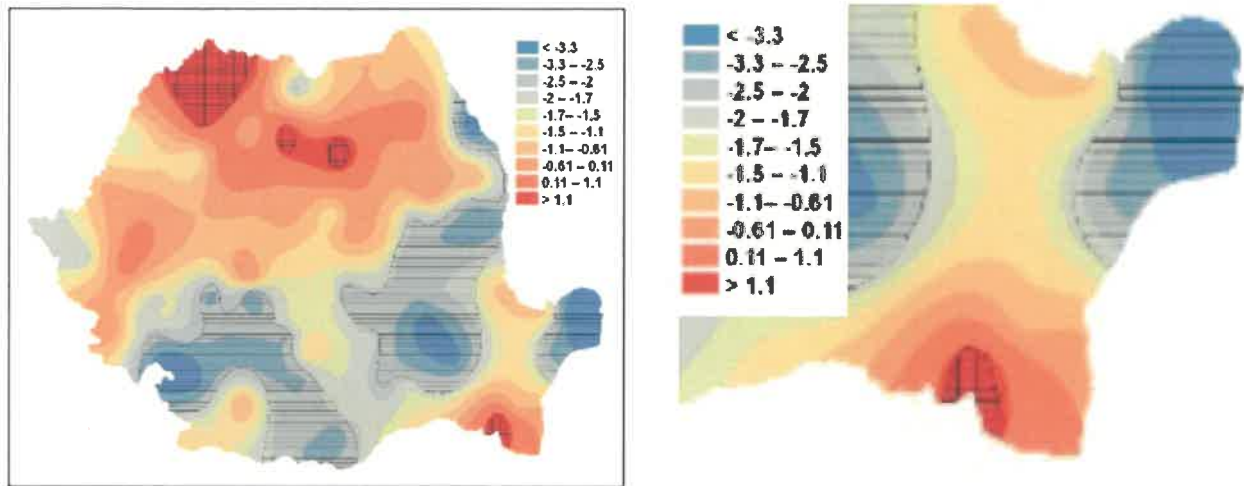 < -3.3
-3.3 – -2.5
-2.5 – -2
-2 – -1.7
-1.7– -1.5
-1.5 – -1.1
-1.1– -0.61
-0.61 – 0.11
0.11 – 1.1
> 1.1
< -3.3
-3.3 – -2.5
-2.5 – -2
-2 – -1.7
-1.7– -1.5
-1.5 – -1.1
-1.1– -0.61
-0.61 – 0.11
0.11 – 1.1
> 1.1